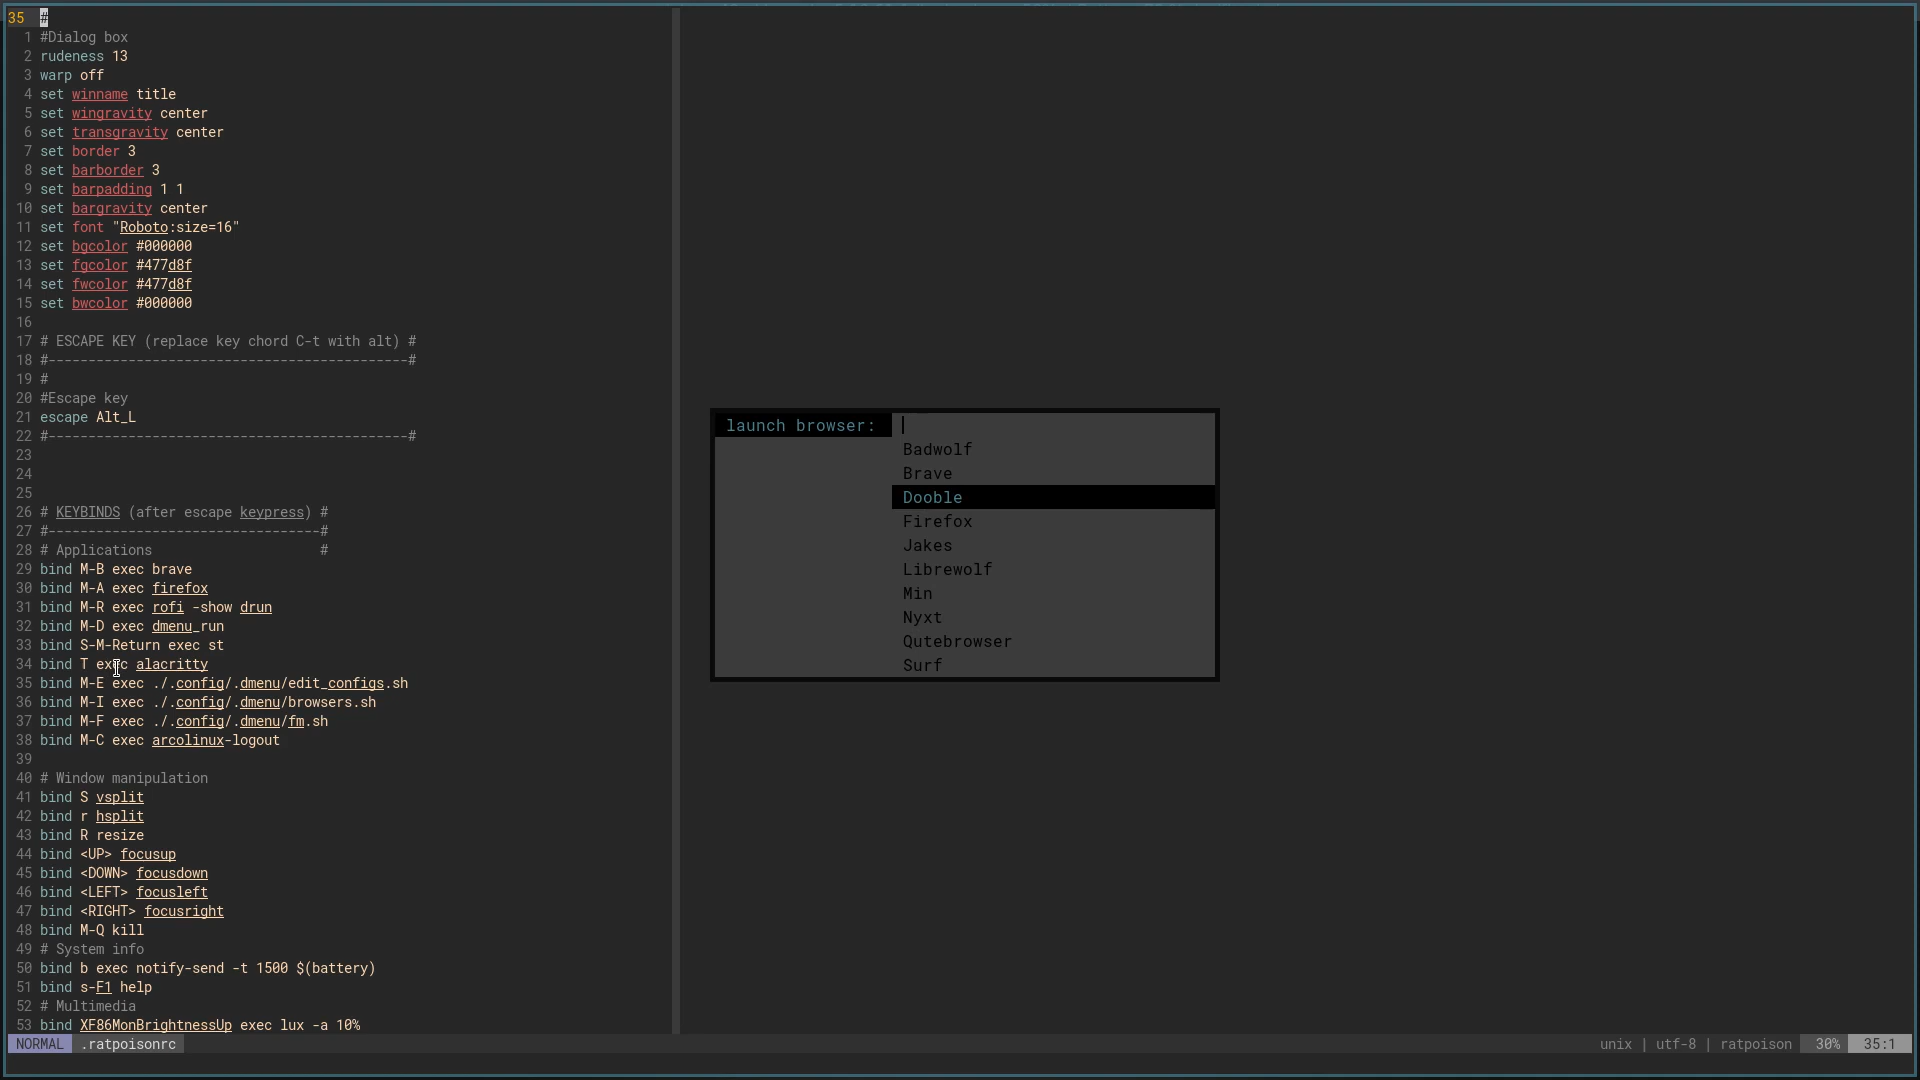 35 #
1 #Dialog box
2 rudeness 13
3 warp off
4 set winname title
5 set wingravity center
6 set transgravity center
7 set border 3
8 set barborder 3
9 set barpadding 1 1
10 set bargravity center
11 set font "Roboto:size=16"
12 set bgcolor #000000
13 set fgcolor #477d8f
14 set fwcolor #477d8f
15 set bwcolor #000000
16
17 # ESCAPE KEY (replace key chord C-t with alt) #
18 #---------------------------------------------#
19 #
20 #Escape key
21 escape Alt_L
22 #---------------------------------------------#
23
24
25
26 # KEYBINDS (after escape keypress) #
27 #----------------------------------#
28 # Applications                     #
29 bind M-B exec brave
30 bind M-A exec firefox
31 bind M-R exec rofi -show drun
32 bind M-D exec dmenu_run
33 bind S-M-Return exec st
34 bind T exec alacritty
35 bind M-E exec ./.config/.dmenu/edit_configs.sh
36 bind M-I exec ./.config/.dmenu/browsers.sh
37 bind M-F exec ./.config/.dmenu/fm.sh
38 bind M-C exec arcolinux-logout
39
40 # Window manipulation
41 bind S vsplit
42 bind r hsplit
43 bind R resize
44 bind <UP> focusup
45 bind <DOWN> focusdown
46 bind <LEFT> focusleft
47 bind <RIGHT> focusright
48 bind M-Q kill
49 # System info
50 bind b exec notify-send -t 1500 $(battery)
51 bind s-F1 help
52 # Multimedia
53 bind XF86MonBrightnessUp exec lux -a 10%
launch browser:
Badwolf
Brave
Dooble
Firefox
Jakes
Librewolf
Min
Nyxt
Qutebrowser
Surf
NORMAL .ratpoisonrc unix | utf-8 | ratpoison 30% 35:1